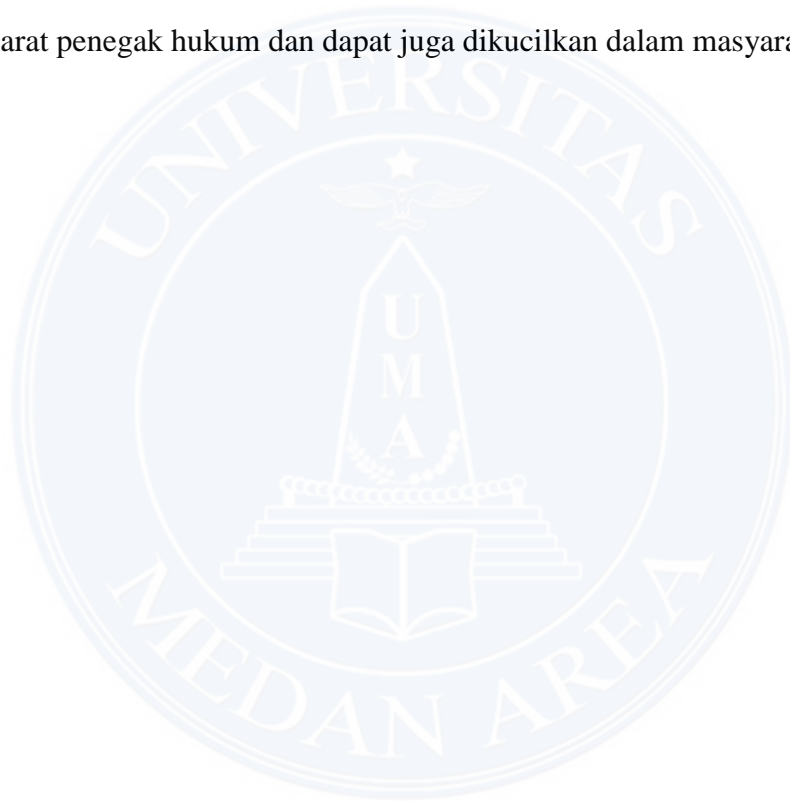 arat penegak hukum dan dapat juga dikucilkan dalam masyara
UNIVERSITAS
U
M
A
MEDAN AREA